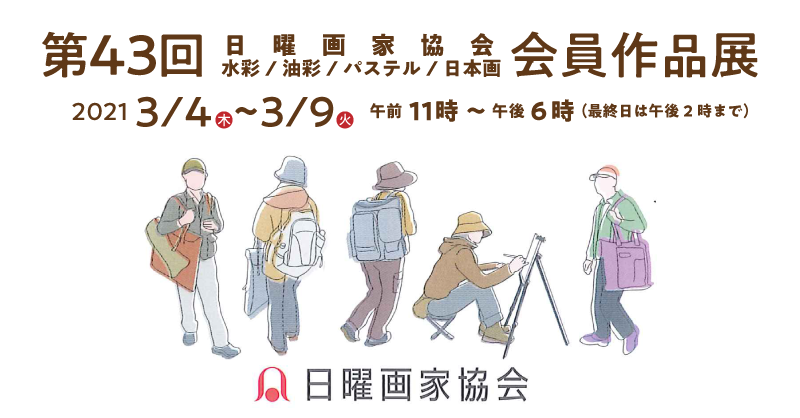 第43回 日曜画家協会 会員作品展
水彩/油彩/パステル/日本画
2021 3/4木〜3/9火 午前11時〜午後6時(最終日は午後2時まで)
日曜画家協会